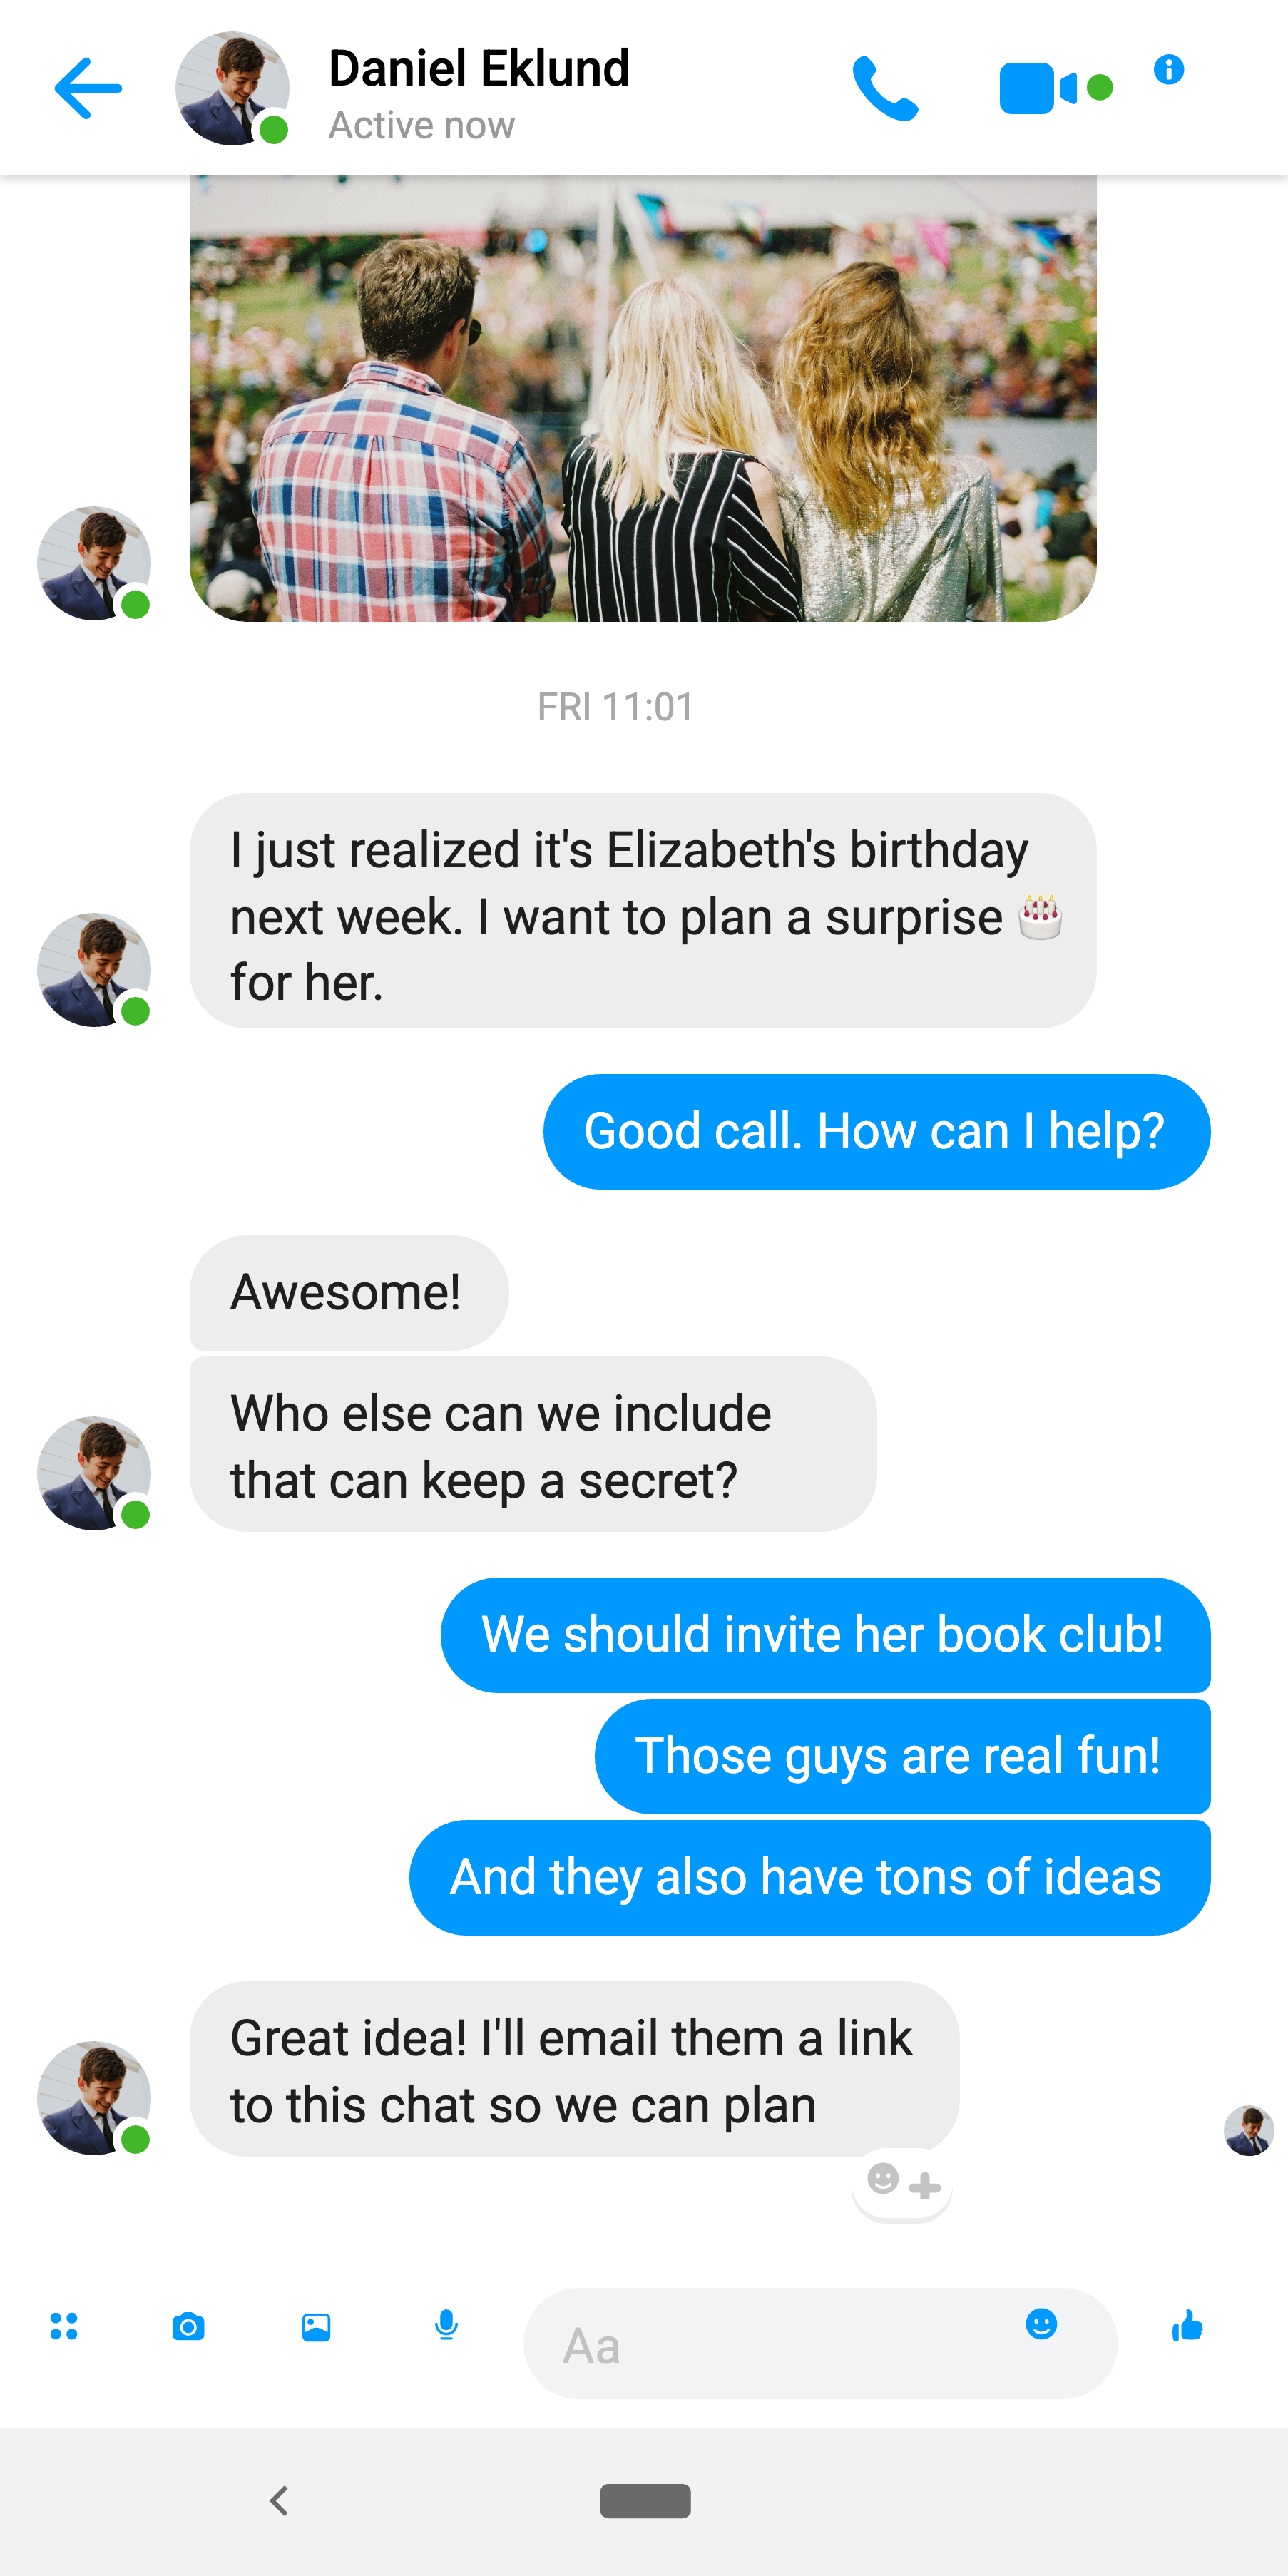 Daniel Eklund
Active now
FRI 11:01
I just realized it's Elizabeth's birthday
next week. I want to plan a surprise 🎂
for her.
Good call. How can I help?
Awesome!
Who else can we include
that can keep a secret?
We should invite her book club!
Those guys are real fun!
And they also have tons of ideas
Great idea! I'll email them a link
to this chat so we can plan
Aa